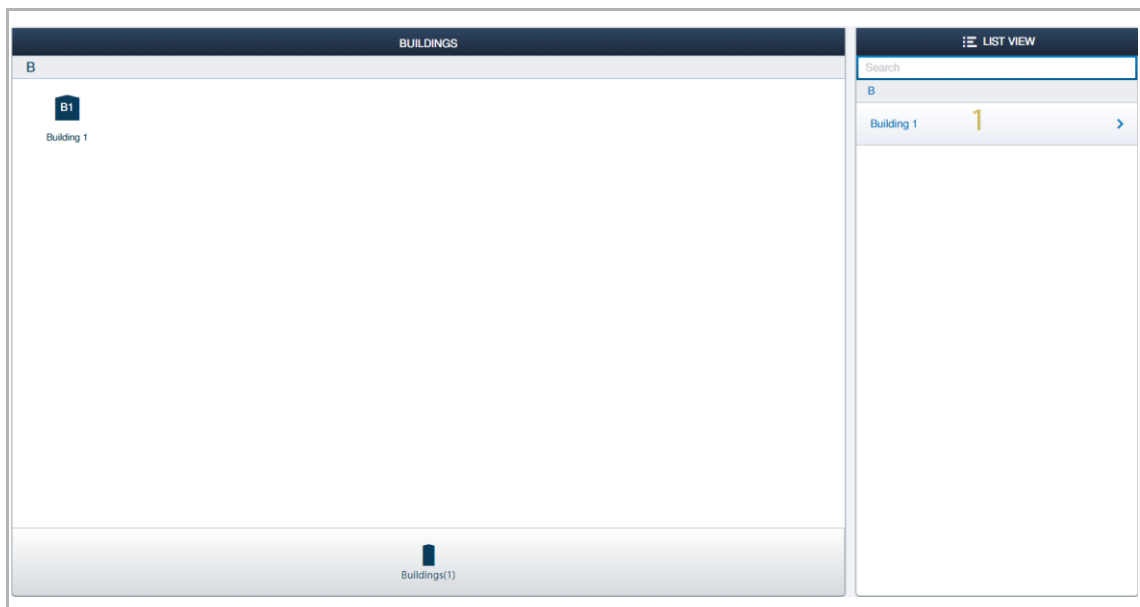 BUILDINGS
B
B1
Building 1
Buildings(1)
LIST VIEW
Search
B
Building 1
1